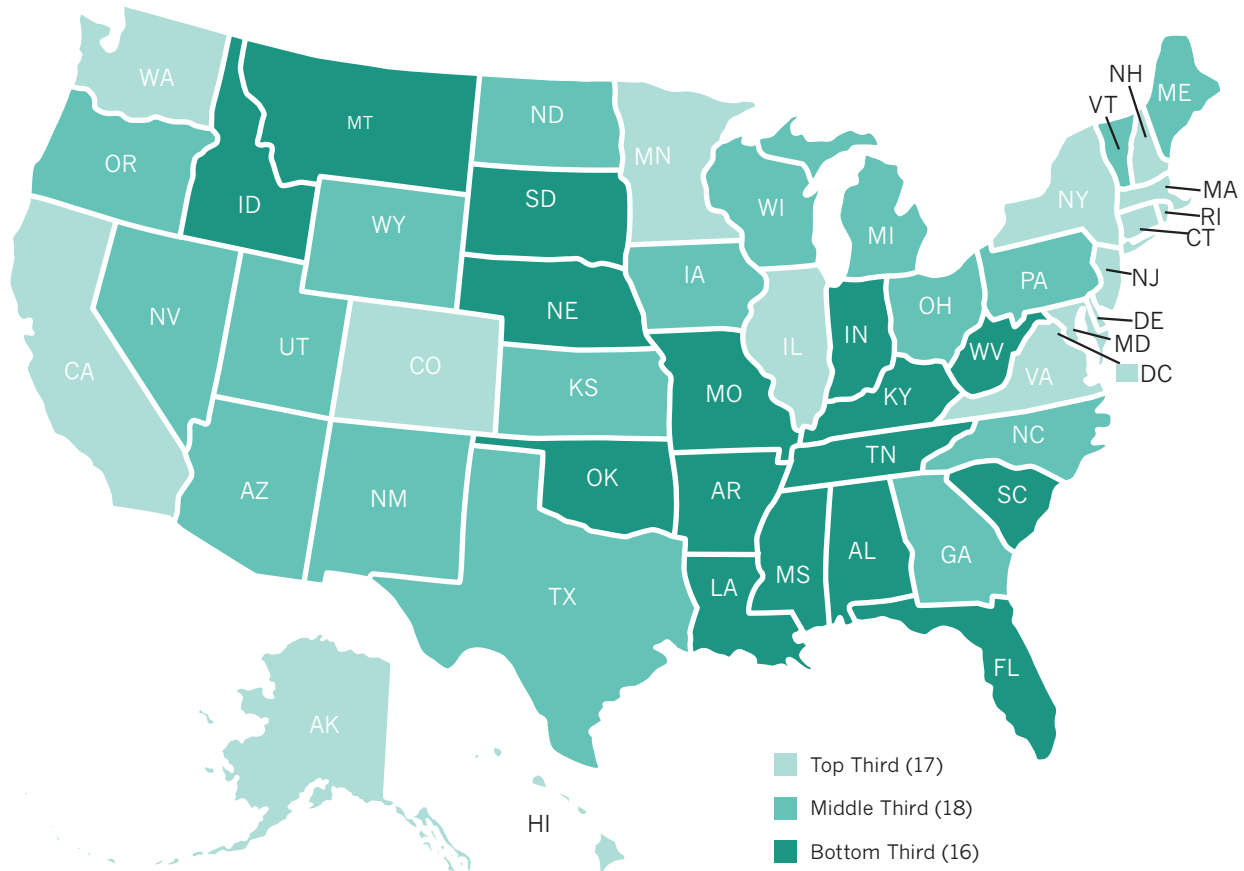 WA
MT
ND
MN
NH
VT
ME
OR
ID
SD
WY
WI
MI
NY
MA
RI
CT
NV
UT
CO
NE
IA
IL
IN
OH
PA
NJ
DE
MD
DC
CA
KS
MO
KY
WV
VA
AZ
NM
OK
AR
TN
NC
SC
TX
LA
MS
AL
GA
FL
AK
HI
Top Third (17)
Middle Third (18)
Bottom Third (16)